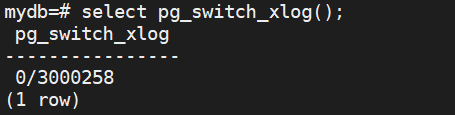 mydb=# select pg_switch_xlog();
 pg_switch_xlog
----------------
 0/3000258
(1 row)